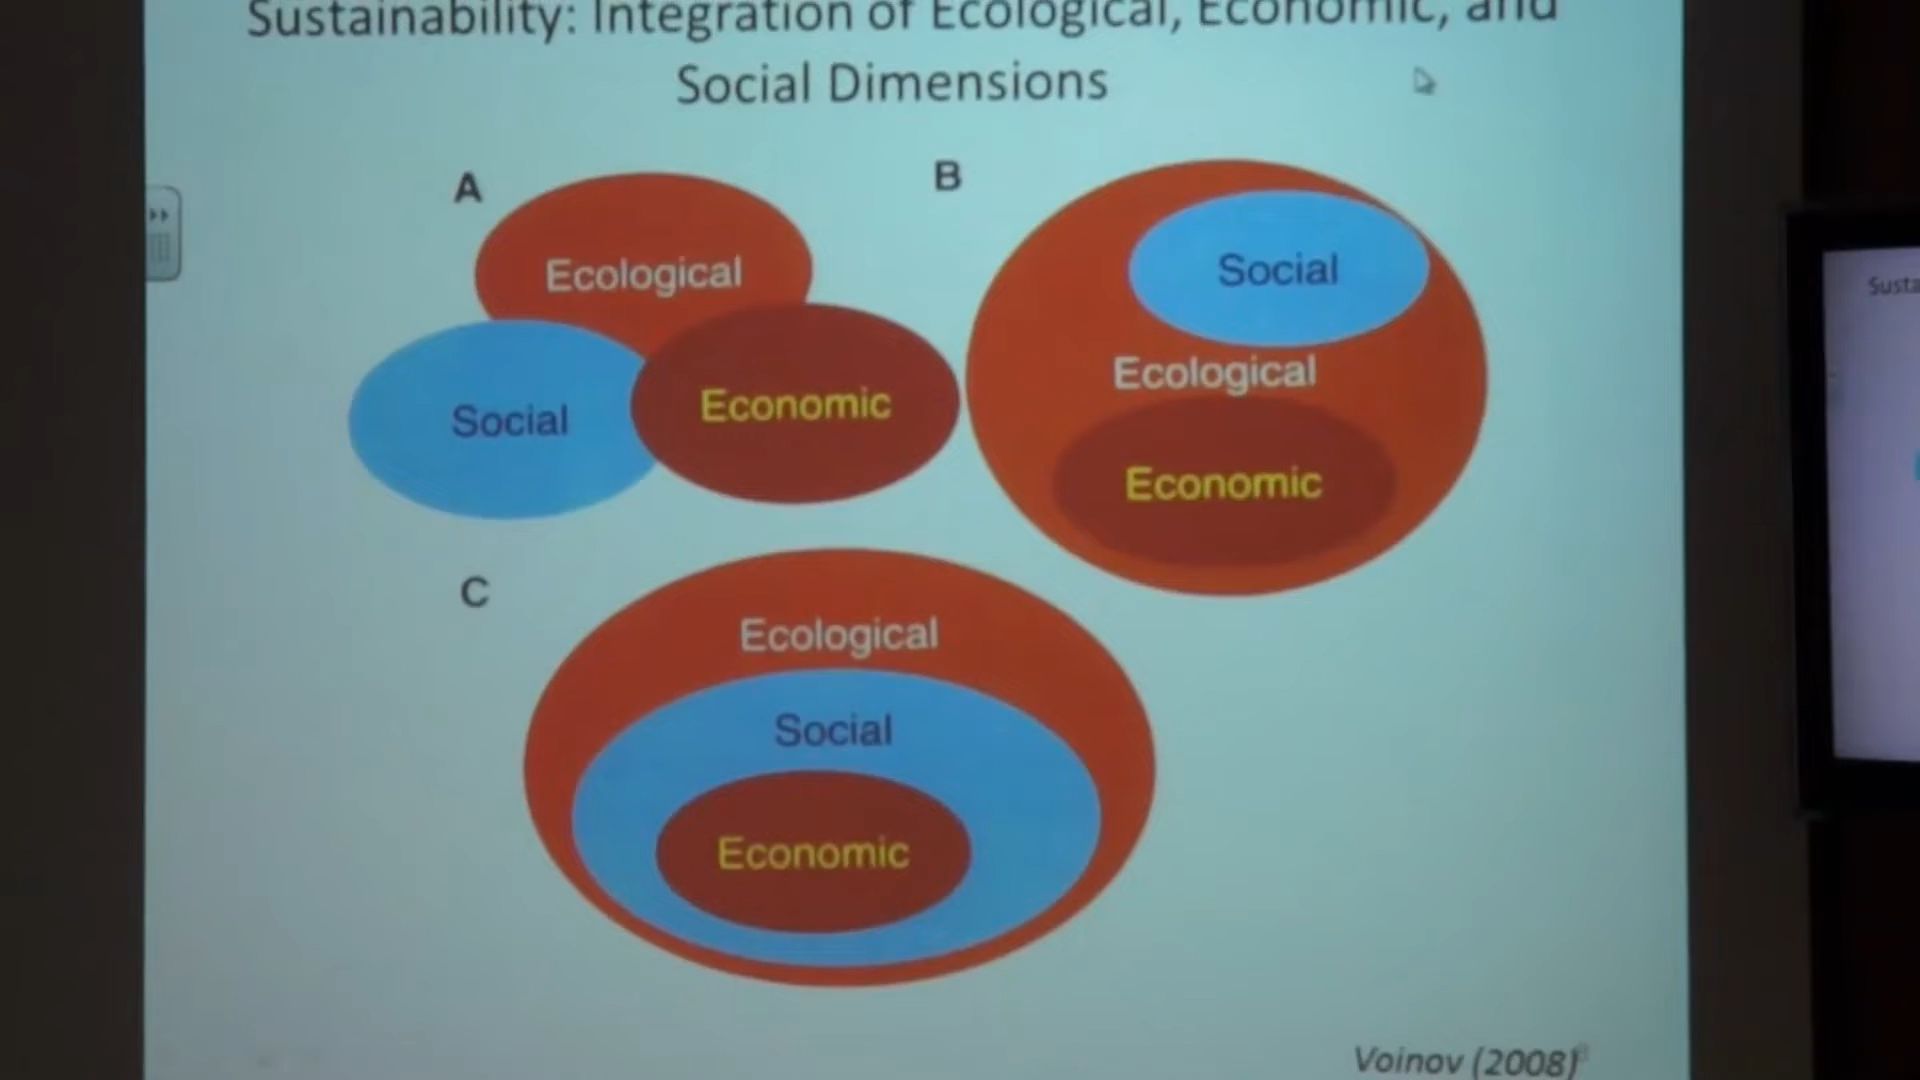 Sustainability: Integration of Ecological, Economic, and
Social Dimensions
A
Ecological
Social
Economic
B
Social
Ecological
Economic
C
Ecological
Social
Economic
Voinov (2008)